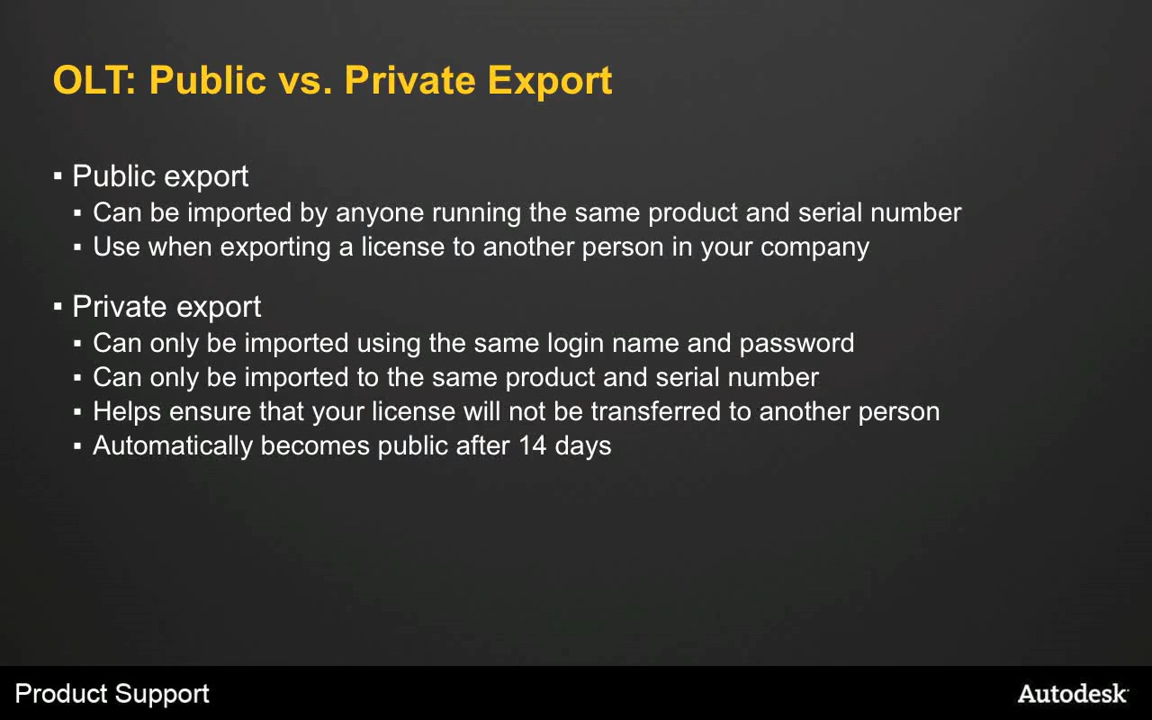 OLT: Public vs. Private Export
▪ Public export
▪ Can be imported by anyone running the same product and serial number
▪ Use when exporting a license to another person in your company
▪ Private export
▪ Can only be imported using the same login name and password
▪ Can only be imported to the same product and serial number
▪ Helps ensure that your license will not be transferred to another person
▪ Automatically becomes public after 14 days
Product Support
Autodesk